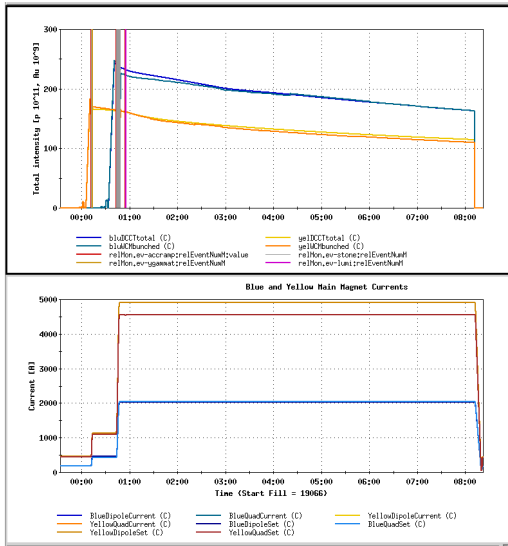 300
200
100
0
Total intensity [p 10^11, Au 10^9]
00:00 01:00 02:00 03:00 04:00 05:00 06:00 07:00 08:00
bluDCCTtotal (C) yelDCCTtotal (C)
bluWCMbunched (C) yelWCMbunched (C)
relMon.ev-accramp;relEventNumM;value relMon.ev-stone;relEventNumM
relMon.ev-ygammat;relEventNumM relMon.ev-lumi;relEventNumM
Blue and Yellow Main Magnet Currents
5000
4000
3000
2000
1000
0
Current [A]
00:00 01:00 02:00 03:00 04:00 05:00 06:00 07:00 08:00
Time (Start Fill = 19066)
BlueDipoleCurrent (C) BlueQuadCurrent (C) YellowDipoleCurrent (C)
YellowQuadCurrent (C) BlueDipoleSet (C) BlueQuadSet (C)
YellowDipoleSet (C) YellowQuadSet (C)